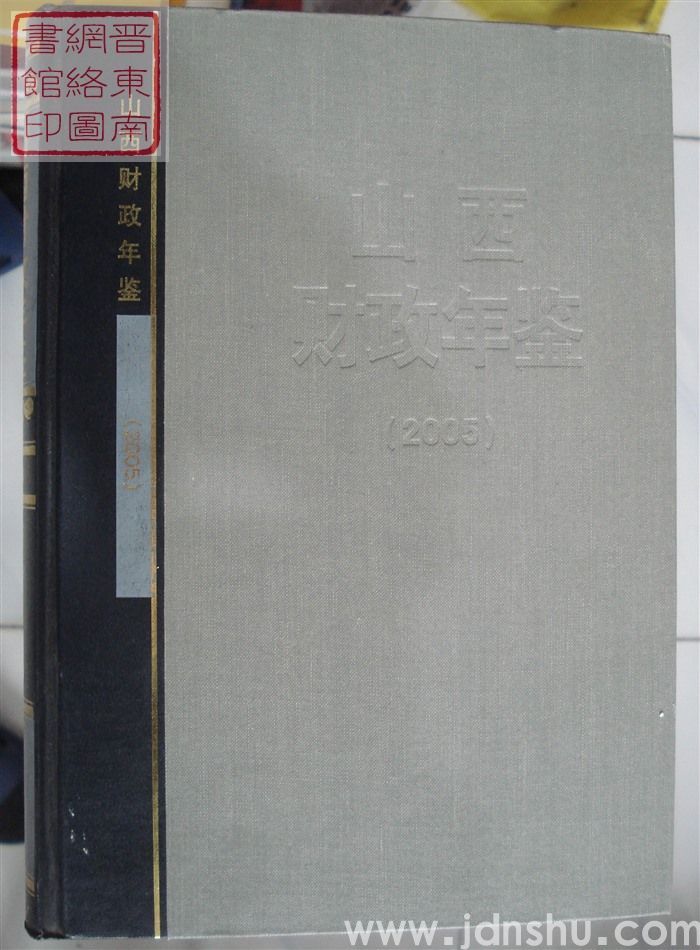 晋東南
網絡圖
書館印
山西财政年鉴
(2005)
山西
财政年鉴
(2005)
www.jdnshu.com